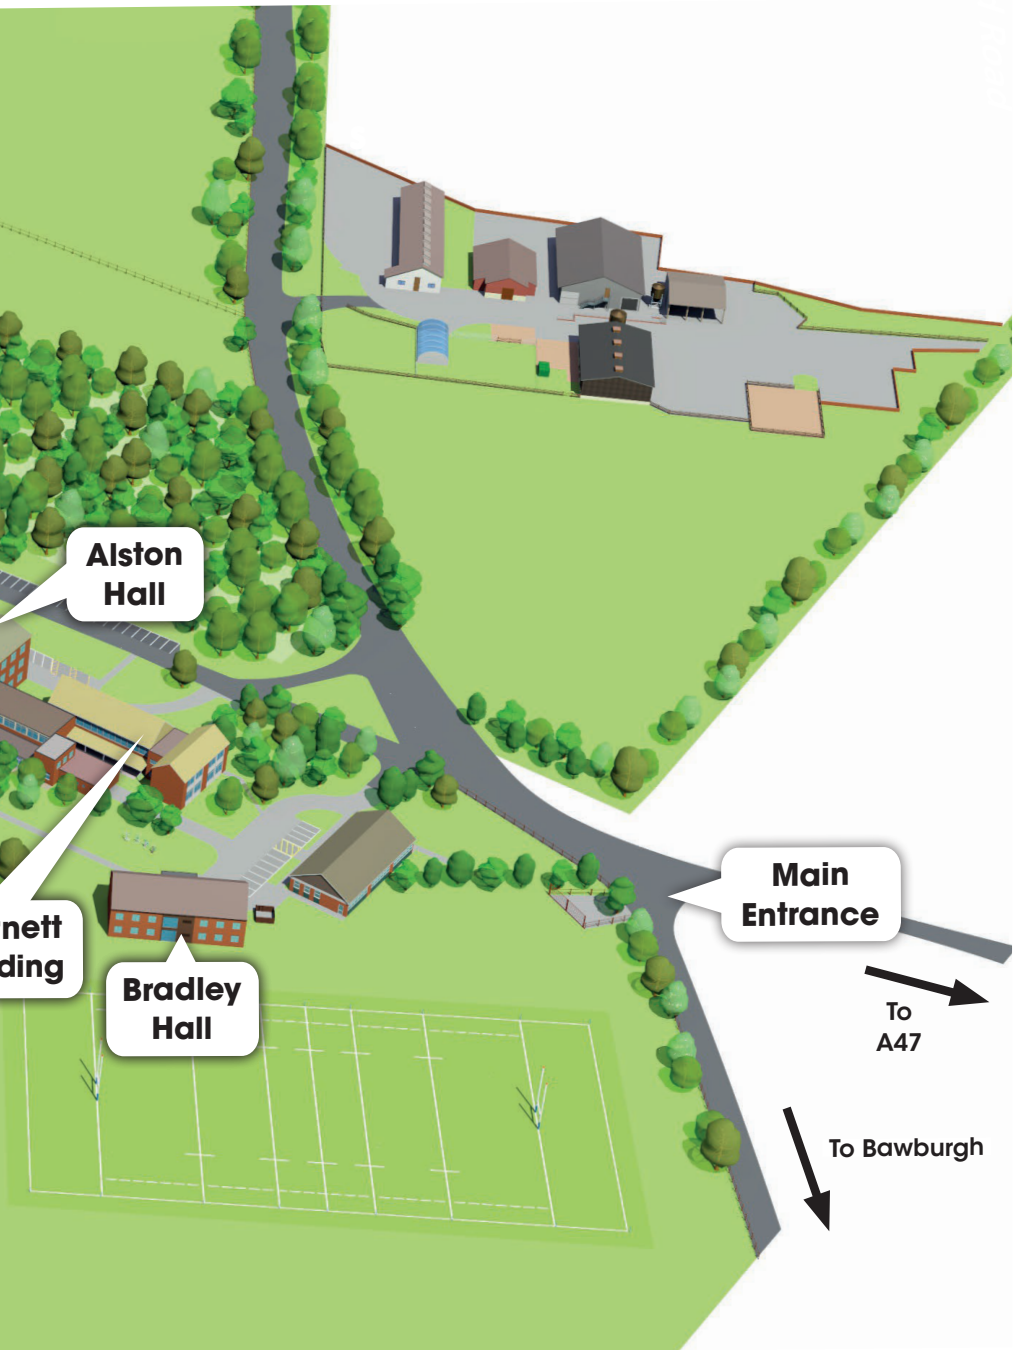 Alston
Hall
Main
Entrance
nett
ding
Bradley
Hall
To
A47
To Bawburgh